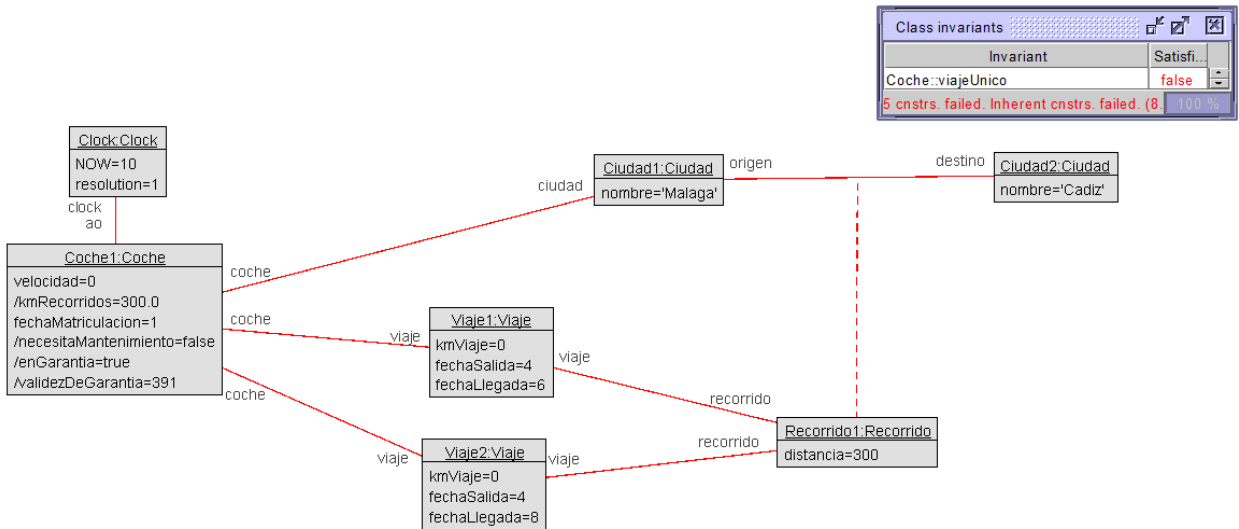 Class invariants
Invariant Satisfi...
Coche::viajeUnico false
5 cnstrs. failed. Inherent cnstrs. failed. (8. 100 %
Clock:Clock
NOW=10
resolution=1
clock
ao
Coche1:Coche
velocidad=0
/kmRecorridos=300.0
fechaMatriculacion=1
/necesitaMantenimiento=false
/enGarantia=true
/validezDeGarantia=391
coche
ciudad
Ciudad1:Ciudad
nombre='Malaga'
origen
destino
Ciudad2:Ciudad
nombre='Cadiz'
coche
viaje
Viaje1:Viaje
kmViaje=0
fechaSalida=4
fechaLlegada=6
viaje
recorrido
coche
viaje
Viaje2:Viaje
kmViaje=0
fechaSalida=4
fechaLlegada=8
viaje
recorrido
Recorrido1:Recorrido
distancia=300